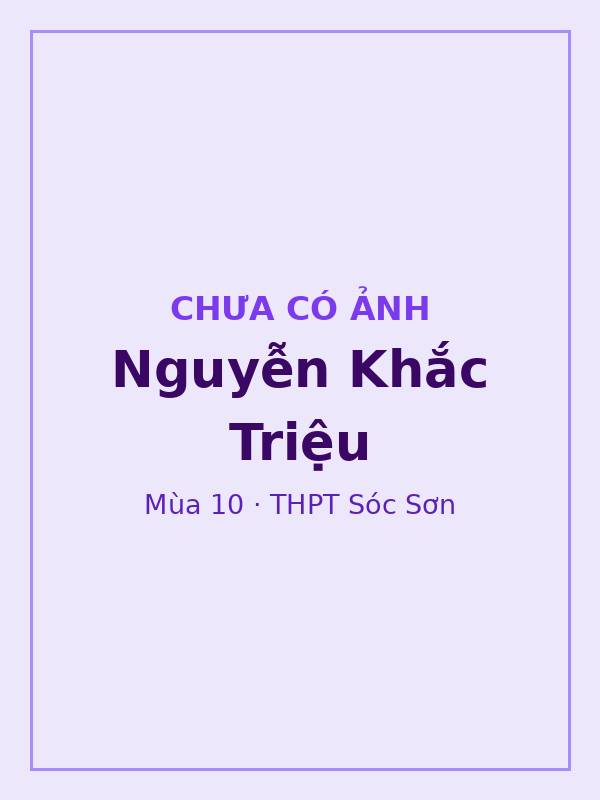 CHƯA CÓ ẢNH
Nguyễn Khắc
Triệu
Mùa 10 · THPT Sóc Sơn